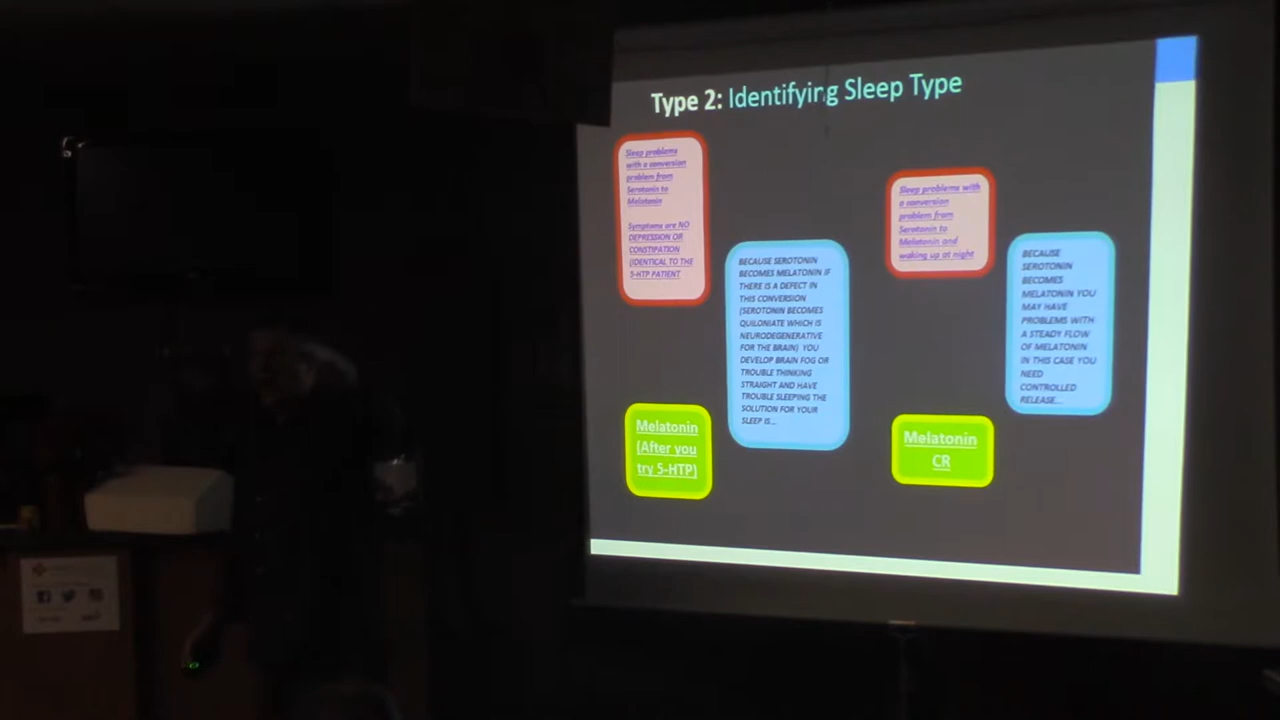 Type 2: Identifying Sleep Type
Sleep problems
with a conversion
problem from
Serotonin to
Melatonin
Symptoms are NO
DEPRESSION OR
CONSTIPATION
(IDENTICAL TO THE
5-HTP PATIENT
BECAUSE SEROTONIN
BECOMES MELATONIN IF
THERE IS A DEFECT IN
THIS CONVERSION
(SEROTONIN BECOMES
QUILONIATE WHICH IS
NEURODEGENERATIVE
FOR THE BRAIN) YOU
DEVELOP BRAIN FOG OR
TROUBLE THINKING
STRAIGHT AND HAVE
TROUBLE SLEEPING THE
SOLUTION FOR YOUR
SLEEP IS...
Melatonin
(After you
try 5-HTP)
Sleep problems with
a conversion
problem from
Serotonin to
Melatonin and
waking up at night
BECAUSE
SEROTONIN
BECOMES
MELATONIN YOU
MAY HAVE
PROBLEMS WITH
A STEADY FLOW
OF MELATONIN
IN THIS CASE YOU
NEED
CONTROLLED
RELEASE...
Melatonin
CR